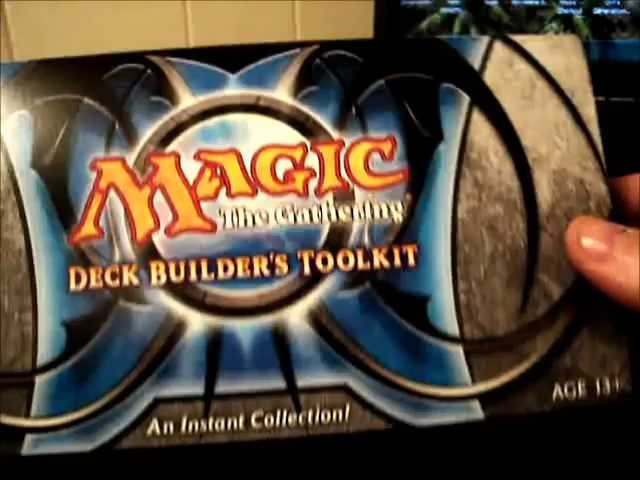 MAGIC
The Gathering®
DECK BUILDER'S TOOLKIT
An Instant Collection!
AGE 13+